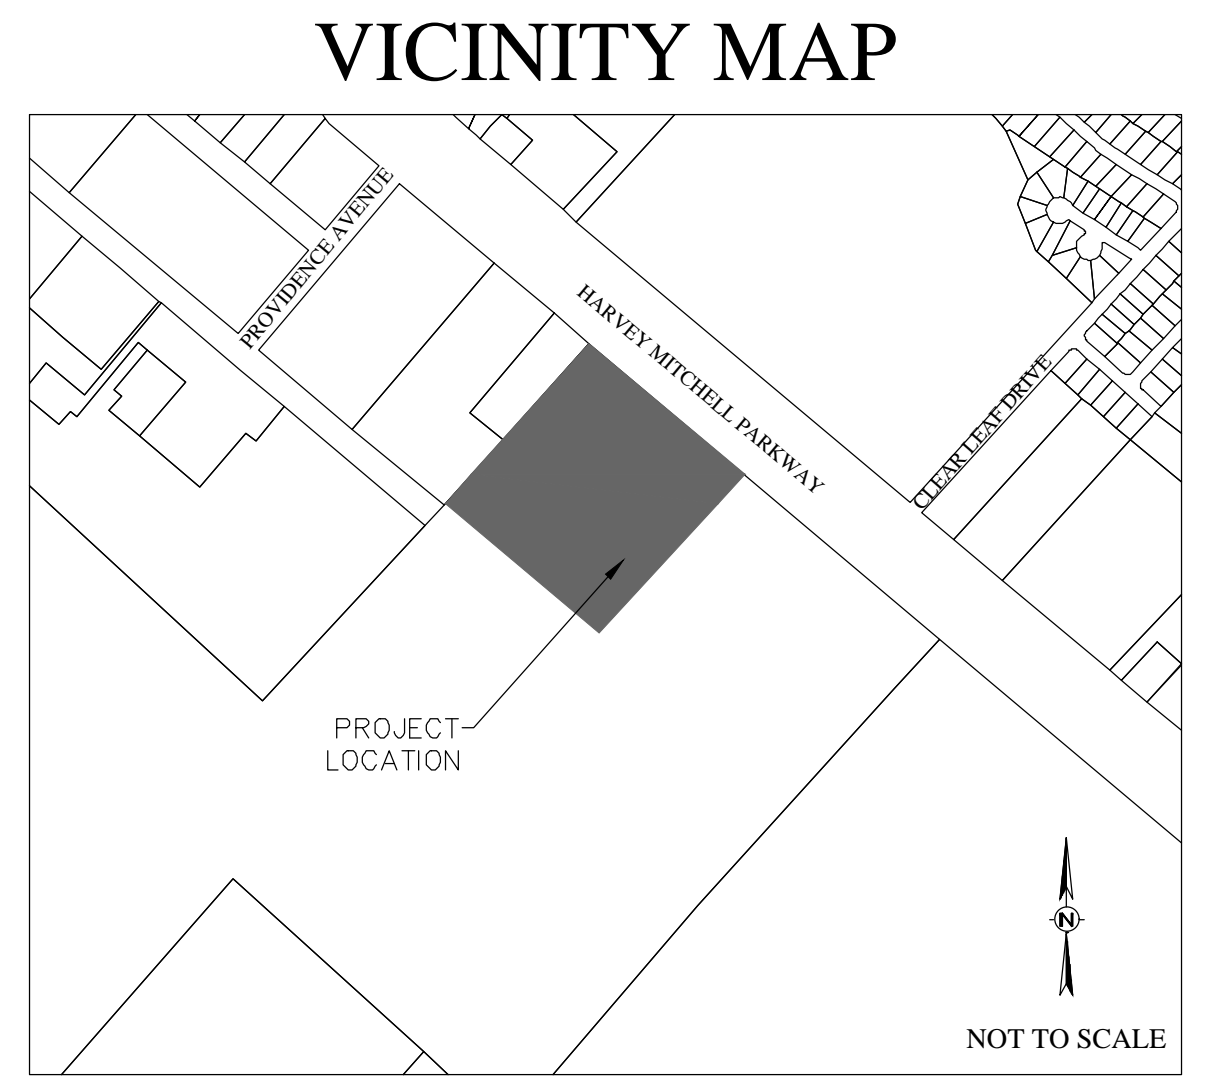 VICINITY MAP
PROVIDENCE AVENUE
HARVEY MITCHELL PARKWAY
CLEAR LEAF DRIVE
PROJECT
LOCATION
N
NOT TO SCALE